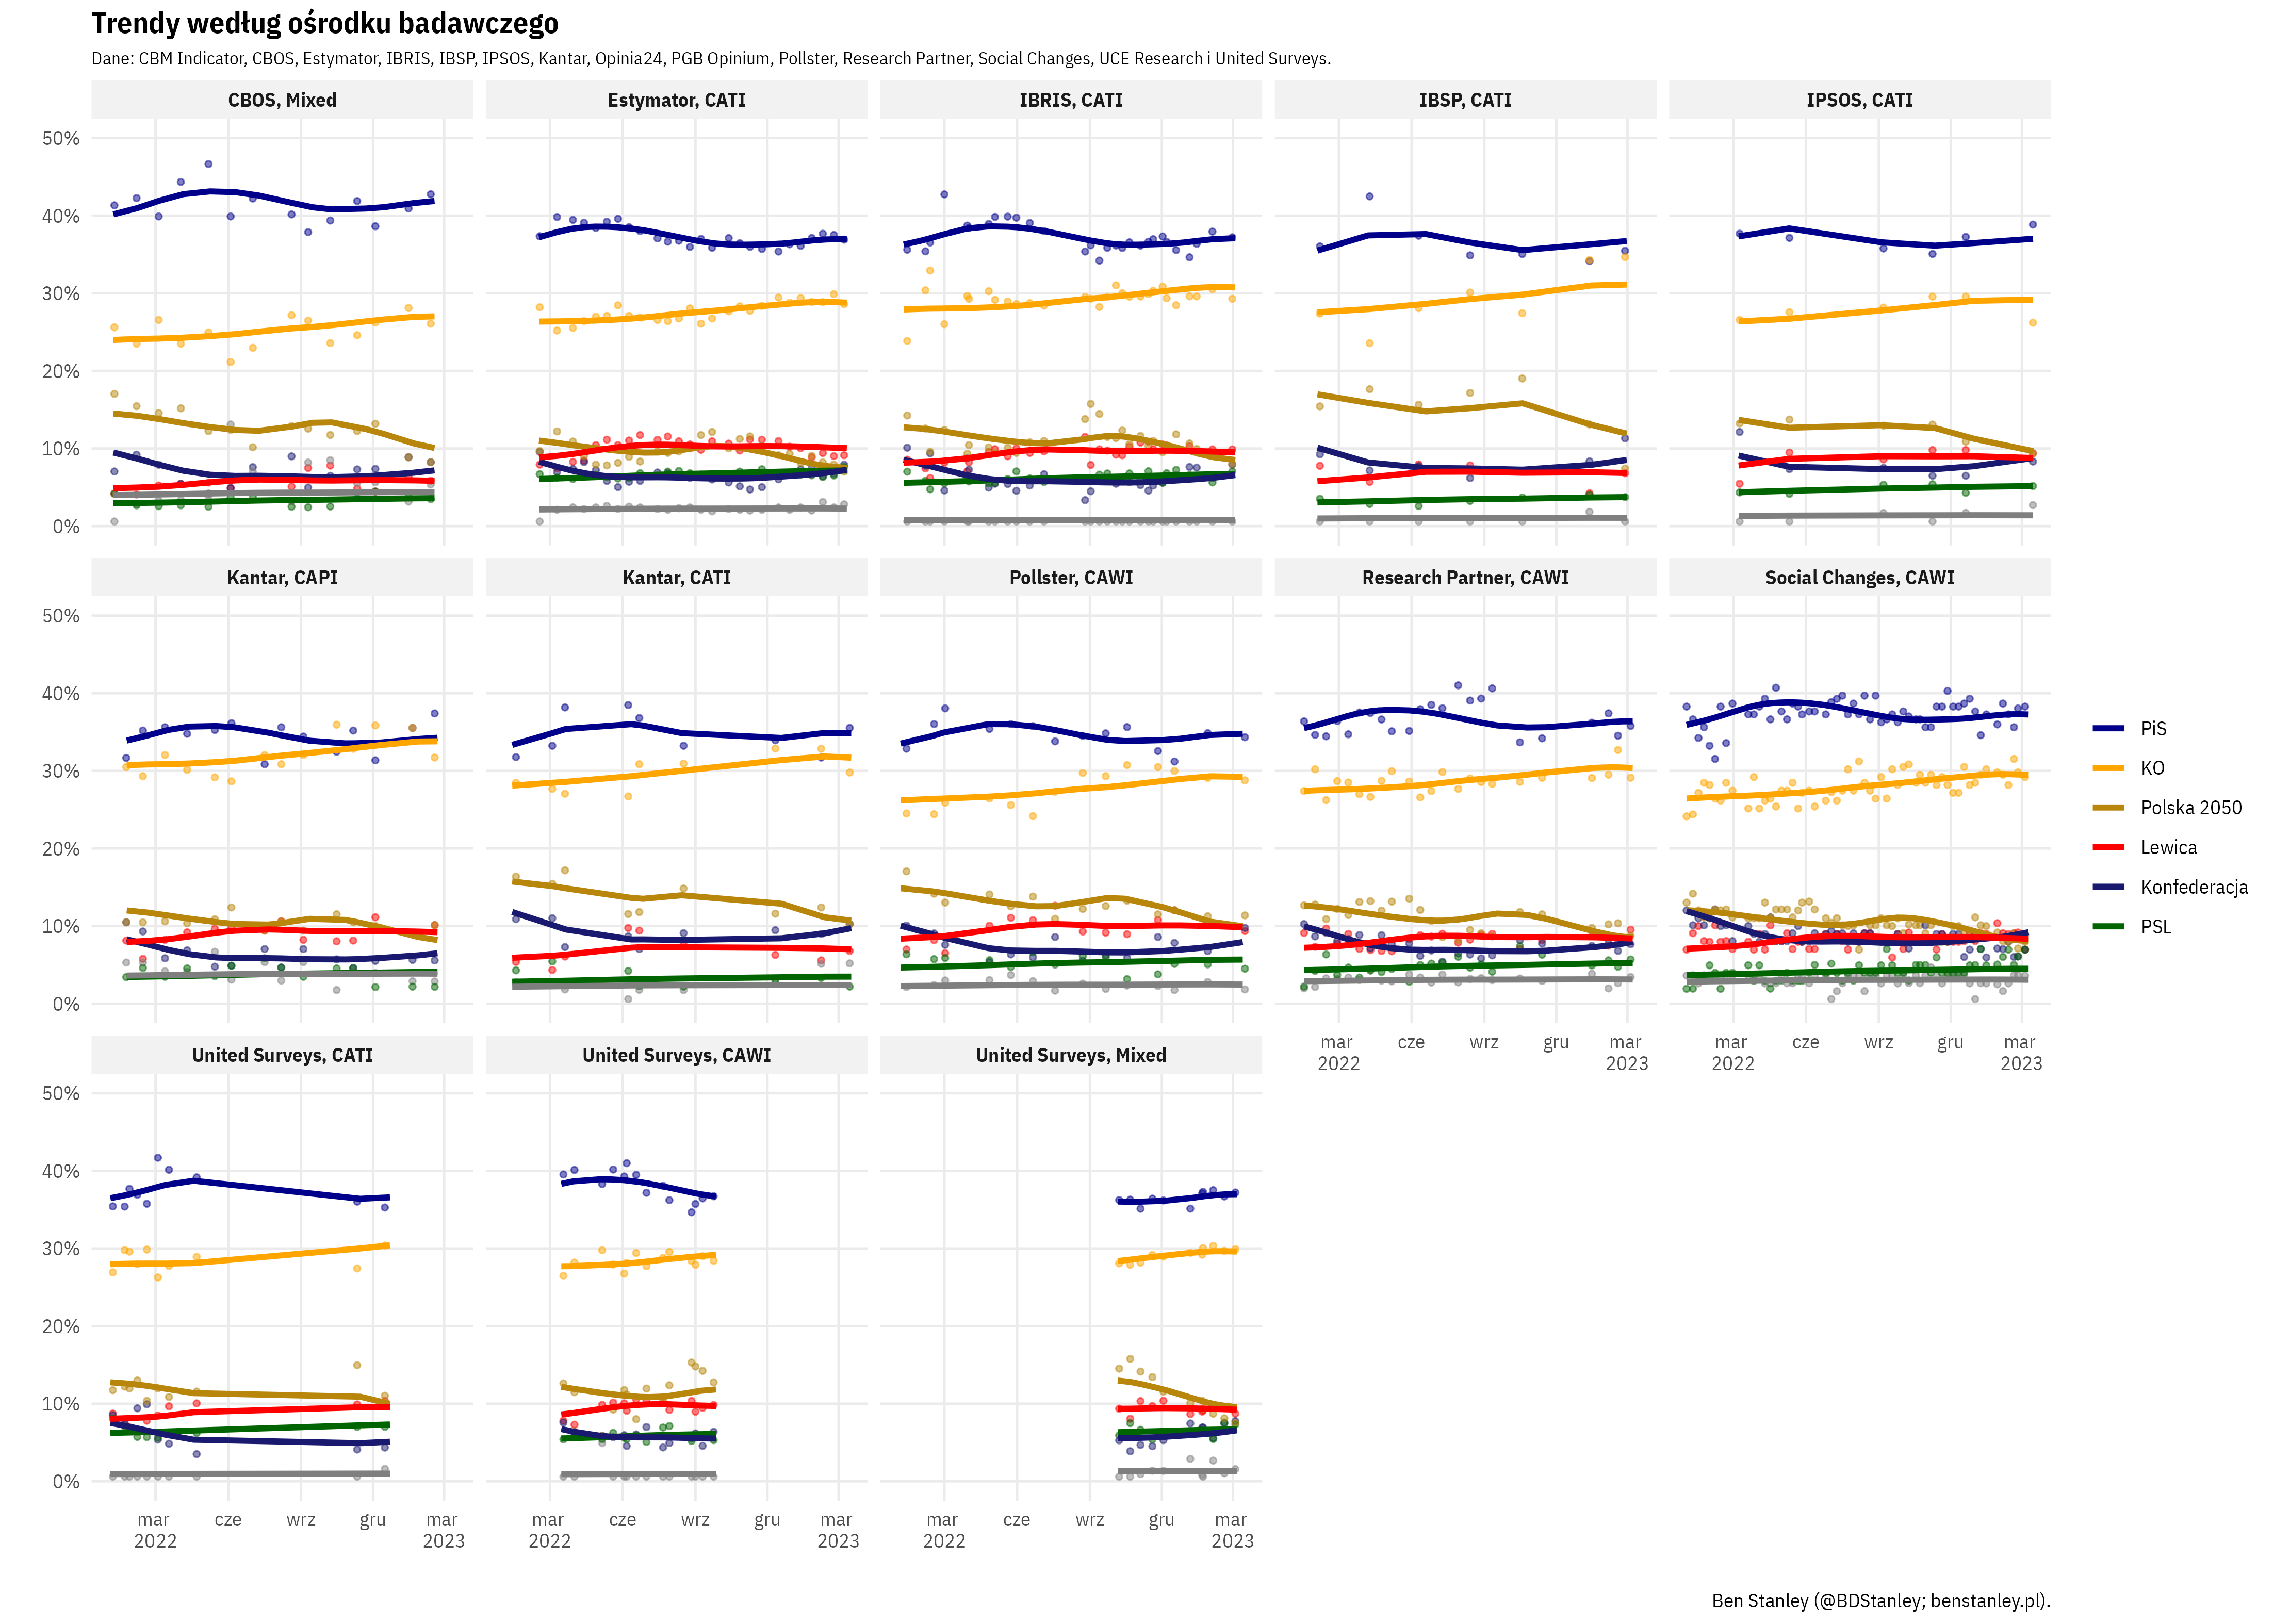 Trendy według ośrodku badawczego
Dane: CBM Indicator, CBOS, Estymator, IBRIS, IBSP, IPSOS, Kantar, Opinia24, PGB Opinium, Pollster, Research Partner, Social Changes, UCE Research i United Surveys.
CBOS, Mixed
Estymator, CATI
IBRIS, CATI
IBSP, CATI
IPSOS, CATI
50%
40%
30%
20%
10%
0%
Kantar, CAPI
Kantar, CATI
Pollster, CAWI
Research Partner, CAWI
Social Changes, CAWI
50%
40%
30%
20%
10%
0%
mar cze wrz gru mar
2022 2023
mar cze wrz gru mar
2022 2023
United Surveys, CATI
United Surveys, CAWI
United Surveys, Mixed
50%
40%
30%
20%
10%
0%
mar cze wrz gru mar
2022 2023
mar cze wrz gru mar
2022 2023
mar cze wrz gru mar
2022 2023
PiS
KO
Polska 2050
Lewica
Konfederacja
PSL
Ben Stanley (@BDStanley; benstanley.pl).